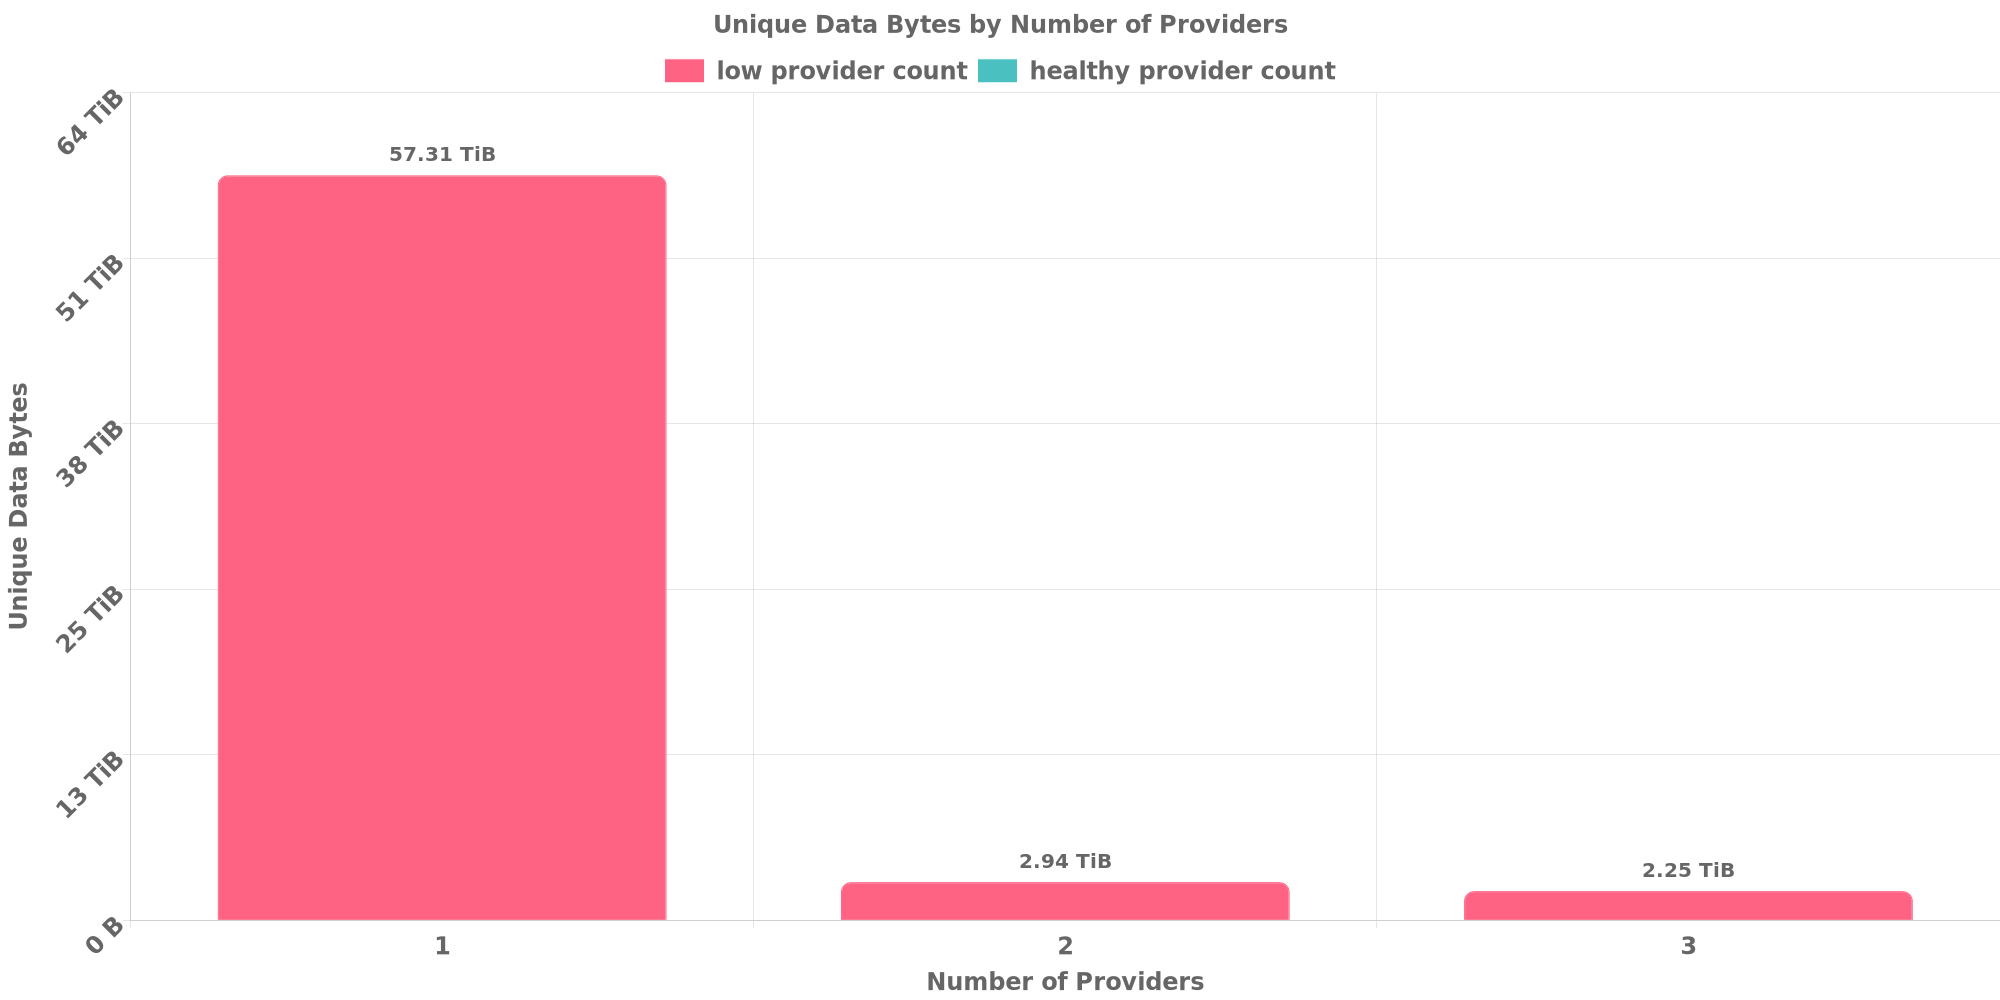 Unique Data Bytes by Number of Providers
low provider count
healthy provider count
Unique Data Bytes
64 TiB
51 TiB
38 TiB
25 TiB
13 TiB
0 B
57.31 TiB
2.94 TiB
2.25 TiB
1
2
3
Number of Providers